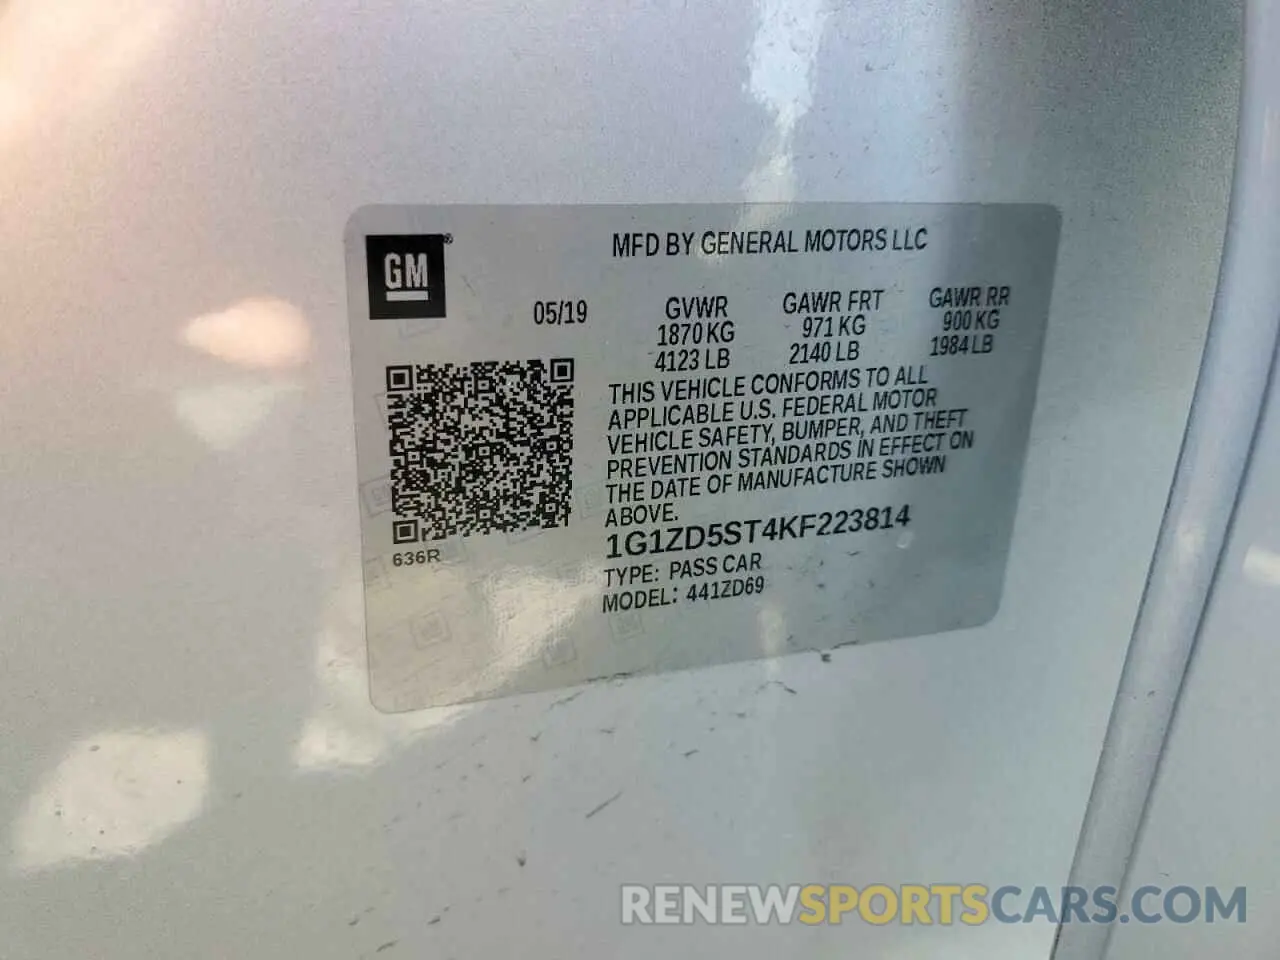 GM®
MFD BY GENERAL MOTORS LLC
05/19
GVWR GAWR FRT GAWR RR
1870 KG 971 KG 900 KG
4123 LB 2140 LB 1984 LB
THIS VEHICLE CONFORMS TO ALL
APPLICABLE U.S. FEDERAL MOTOR
VEHICLE SAFETY, BUMPER, AND THEFT
PREVENTION STANDARDS IN EFFECT ON
THE DATE OF MANUFACTURE SHOWN
ABOVE.
1G1ZD5ST4KF223814
TYPE: PASS CAR
MODEL: 441ZD69
636R
RENEWSPORTSCARS.COM